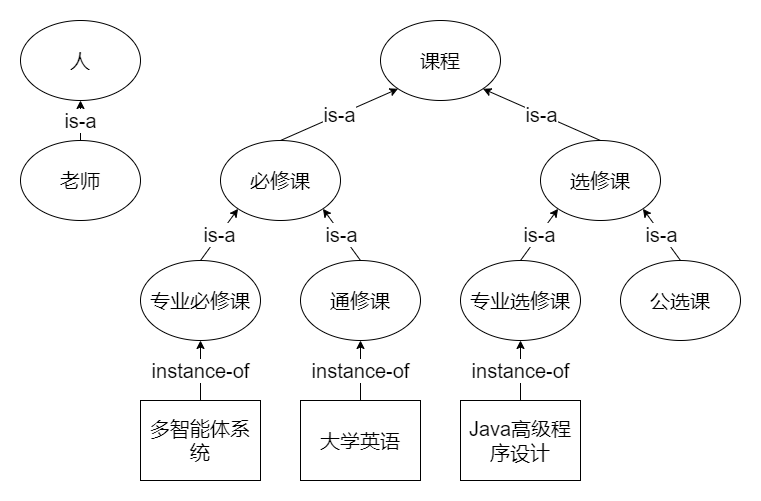 人
课程
is-a
is-a
is-a
老师
必修课
选修课
is-a
is-a
is-a
is-a
专业必修课
通修课
专业选修课
公选课
instance-of
instance-of
instance-of
多智能体系
统
大学英语
Java高级程
序设计